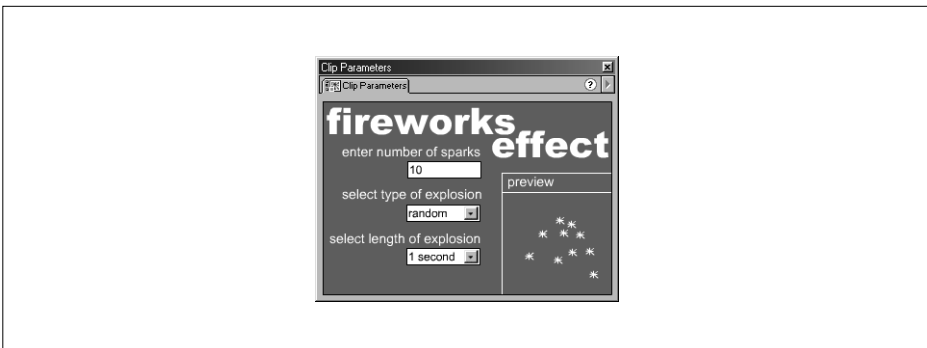 Clip Parameters
Clip Parameters
?
fireworks
effect
enter number of sparks
10
select type of explosion
random
select length of explosion
1 second
preview